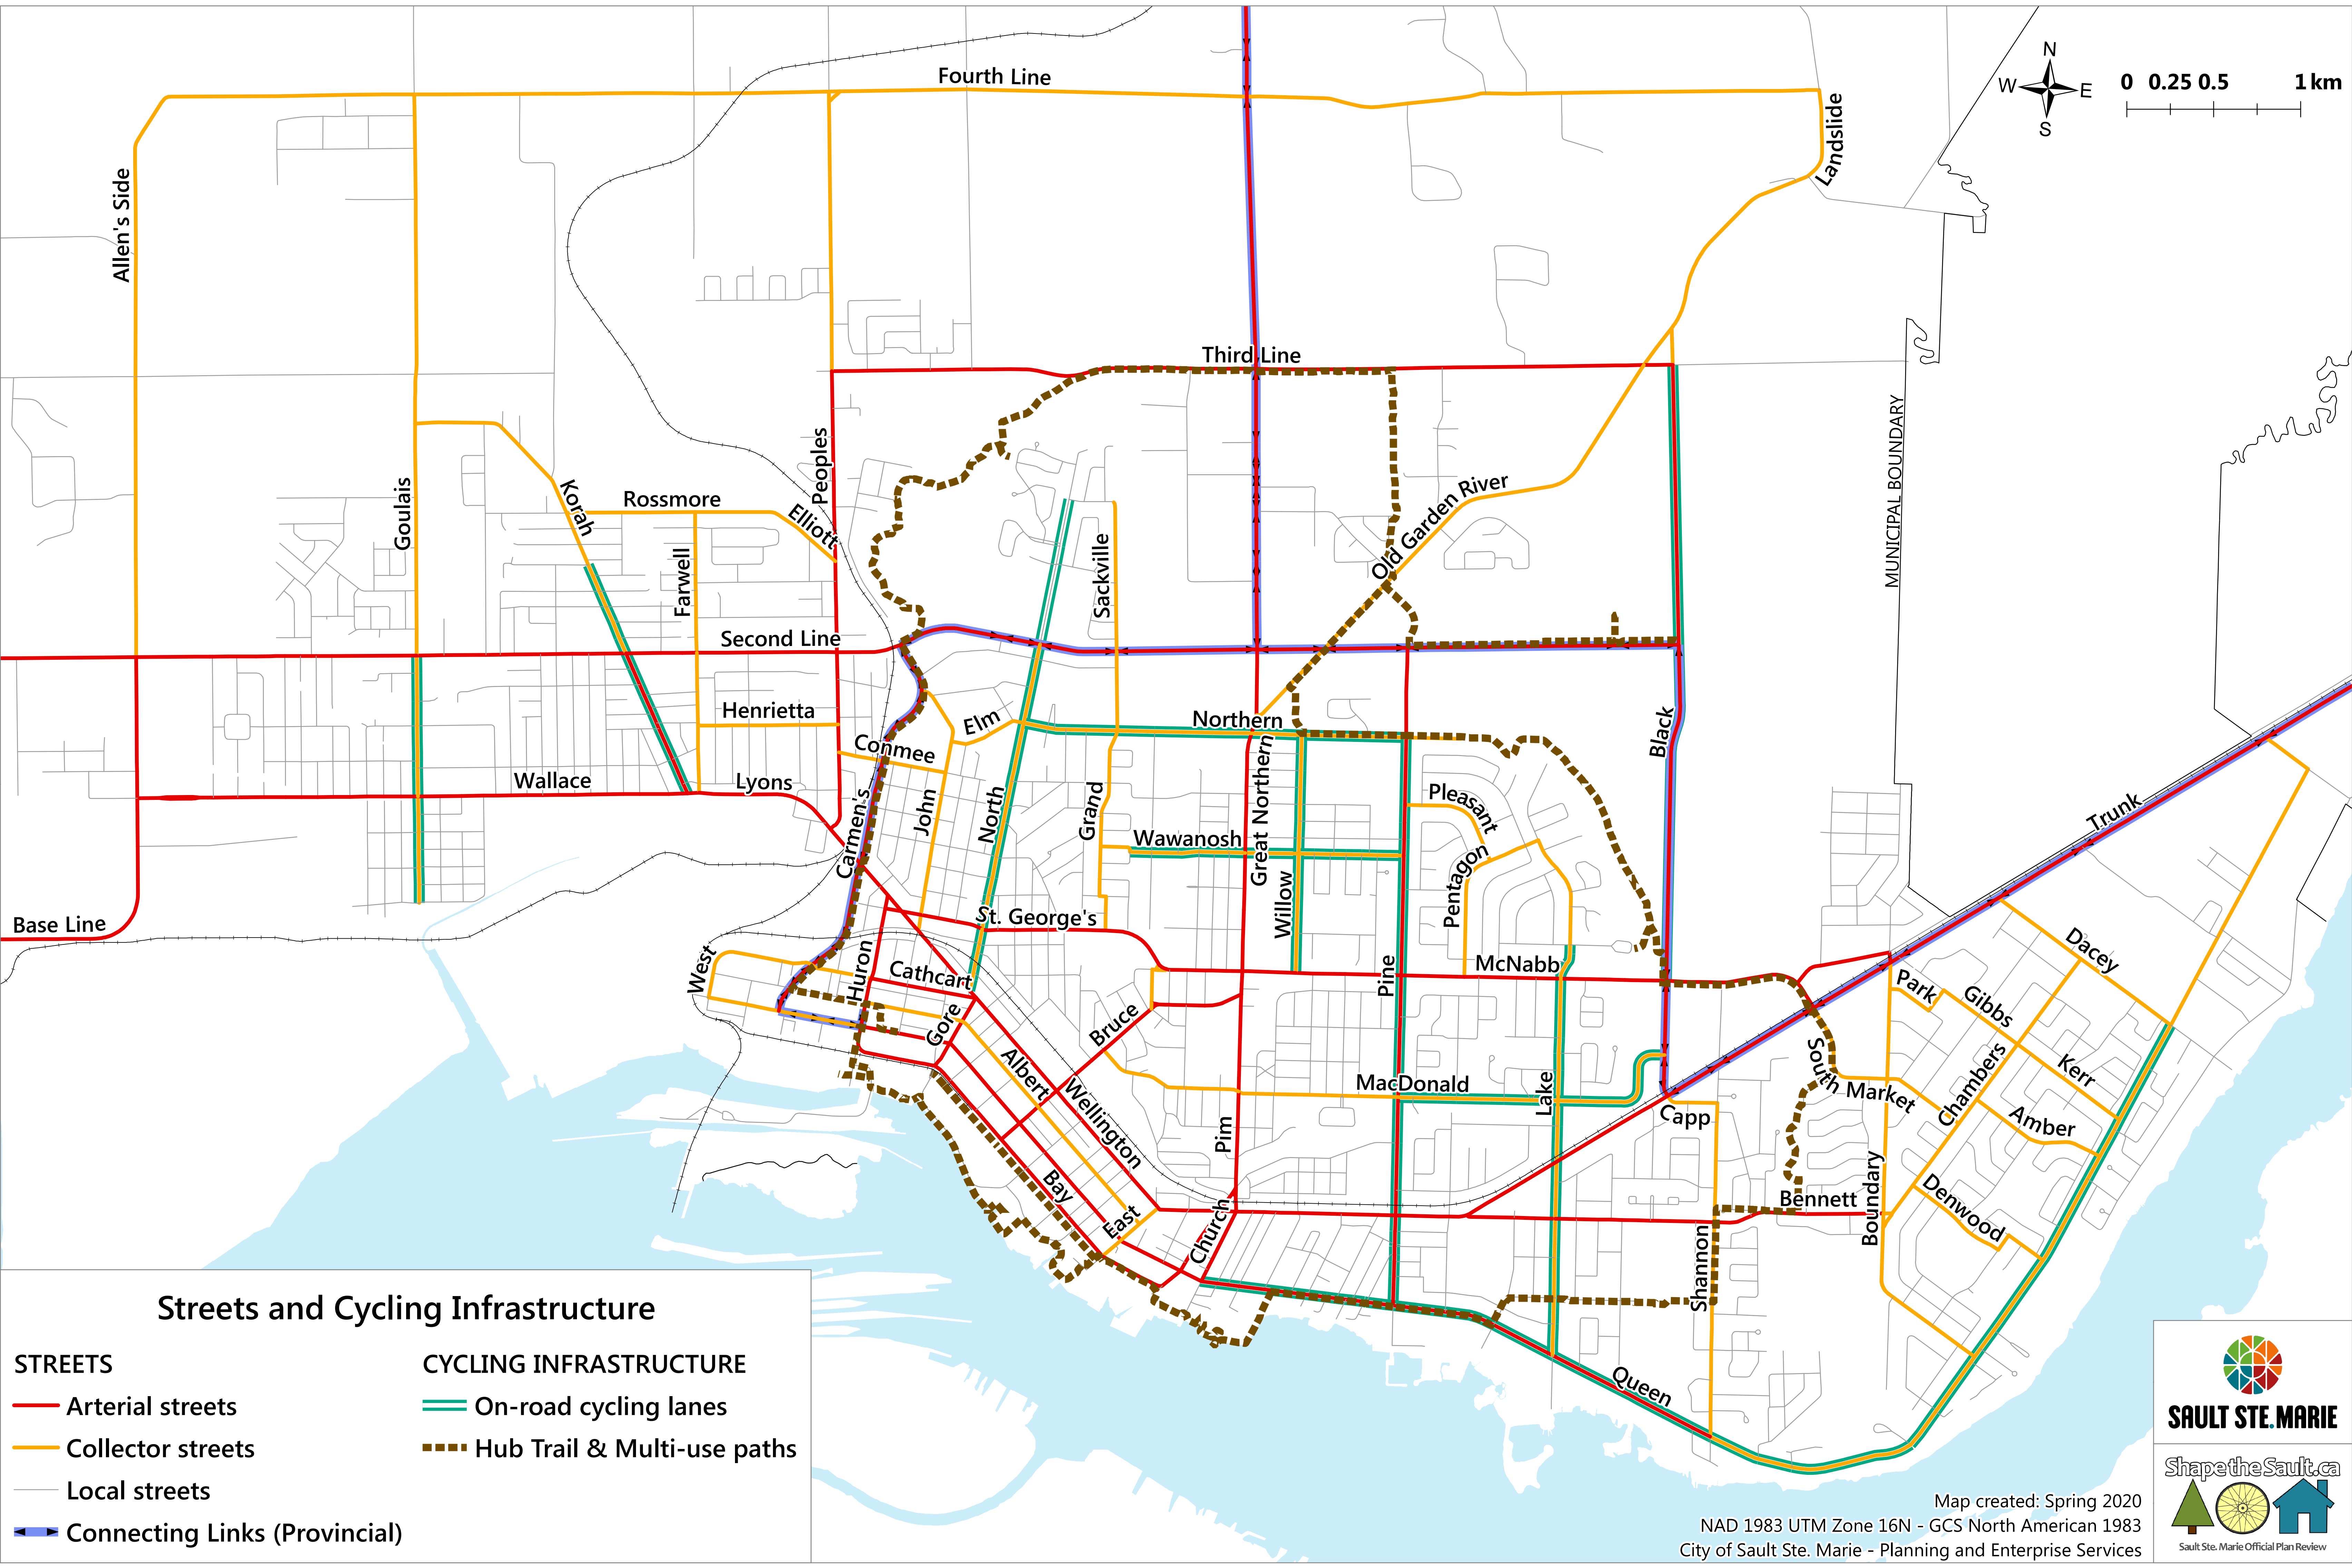 Fourth Line
N
W
E
S
0 0.25 0.5 1 km
Landslide
Allen's Side
Third Line
MUNICIPAL BOUNDARY
Goulais
Korah
Rossmore
Peoples
Elliott
Farwell
Sackville
Old Garden River
Second Line
Henrietta
Conmee
Elm
Northern
Black
Wallace
Lyons
Carmen's
John
North
Grand
Wawanosh
Great Northern
Willow
Pleasant
Pentagon
Trunk
Base Line
St. George's
West
Huron
Cathcart
Gore
Bruce
Pine
McNabb
Dacey
Park
Gibbs
Albert
Wellington
MacDonald
Lake
Capp
South Market
Chambers
Kerr
Amber
Pim
Bay
East
Church
Bennett
Boundary
Denwood
Shannon
Queen
Streets and Cycling Infrastructure
STREETS
Arterial streets
Collector streets
Local streets
Connecting Links (Provincial)
CYCLING INFRASTRUCTURE
On-road cycling lanes
Hub Trail & Multi-use paths
SAULT STE.MARIE
ShapetheSault.ca
Sault Ste. Marie Official Plan Review
Map created: Spring 2020
NAD 1983 UTM Zone 16N - GCS North American 1983
City of Sault Ste. Marie - Planning and Enterprise Services